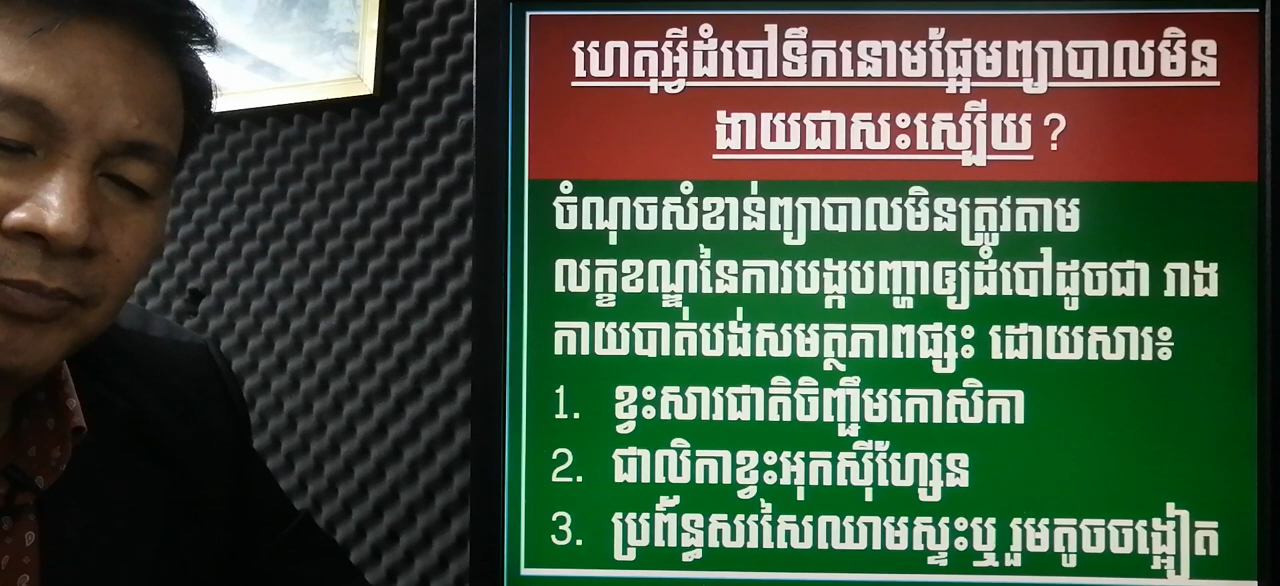 ហេតុអ្វីដំបៅទឹកនោមផ្អែមព្យាបាលមិន
ងាយជាសះស្បើយ ?
ចំណុចសំខាន់ព្យាបាលមិនត្រូវតាម
លក្ខខណ្ឌនៃការបង្កបញ្ហាឲ្យដំបៅដូចជា រាង
កាយបាត់បង់សមត្ថភាពផ្សះ ដោយសារ៖
1. ខ្វះសារជាតិចិញ្ចឹមកោសិកា
2. ជាលិកាខ្វះអុកស៊ីហ្សែន
3. ប្រព័ន្ធសរសៃឈាមស្ទះឬ រួមតូចចង្អៀត